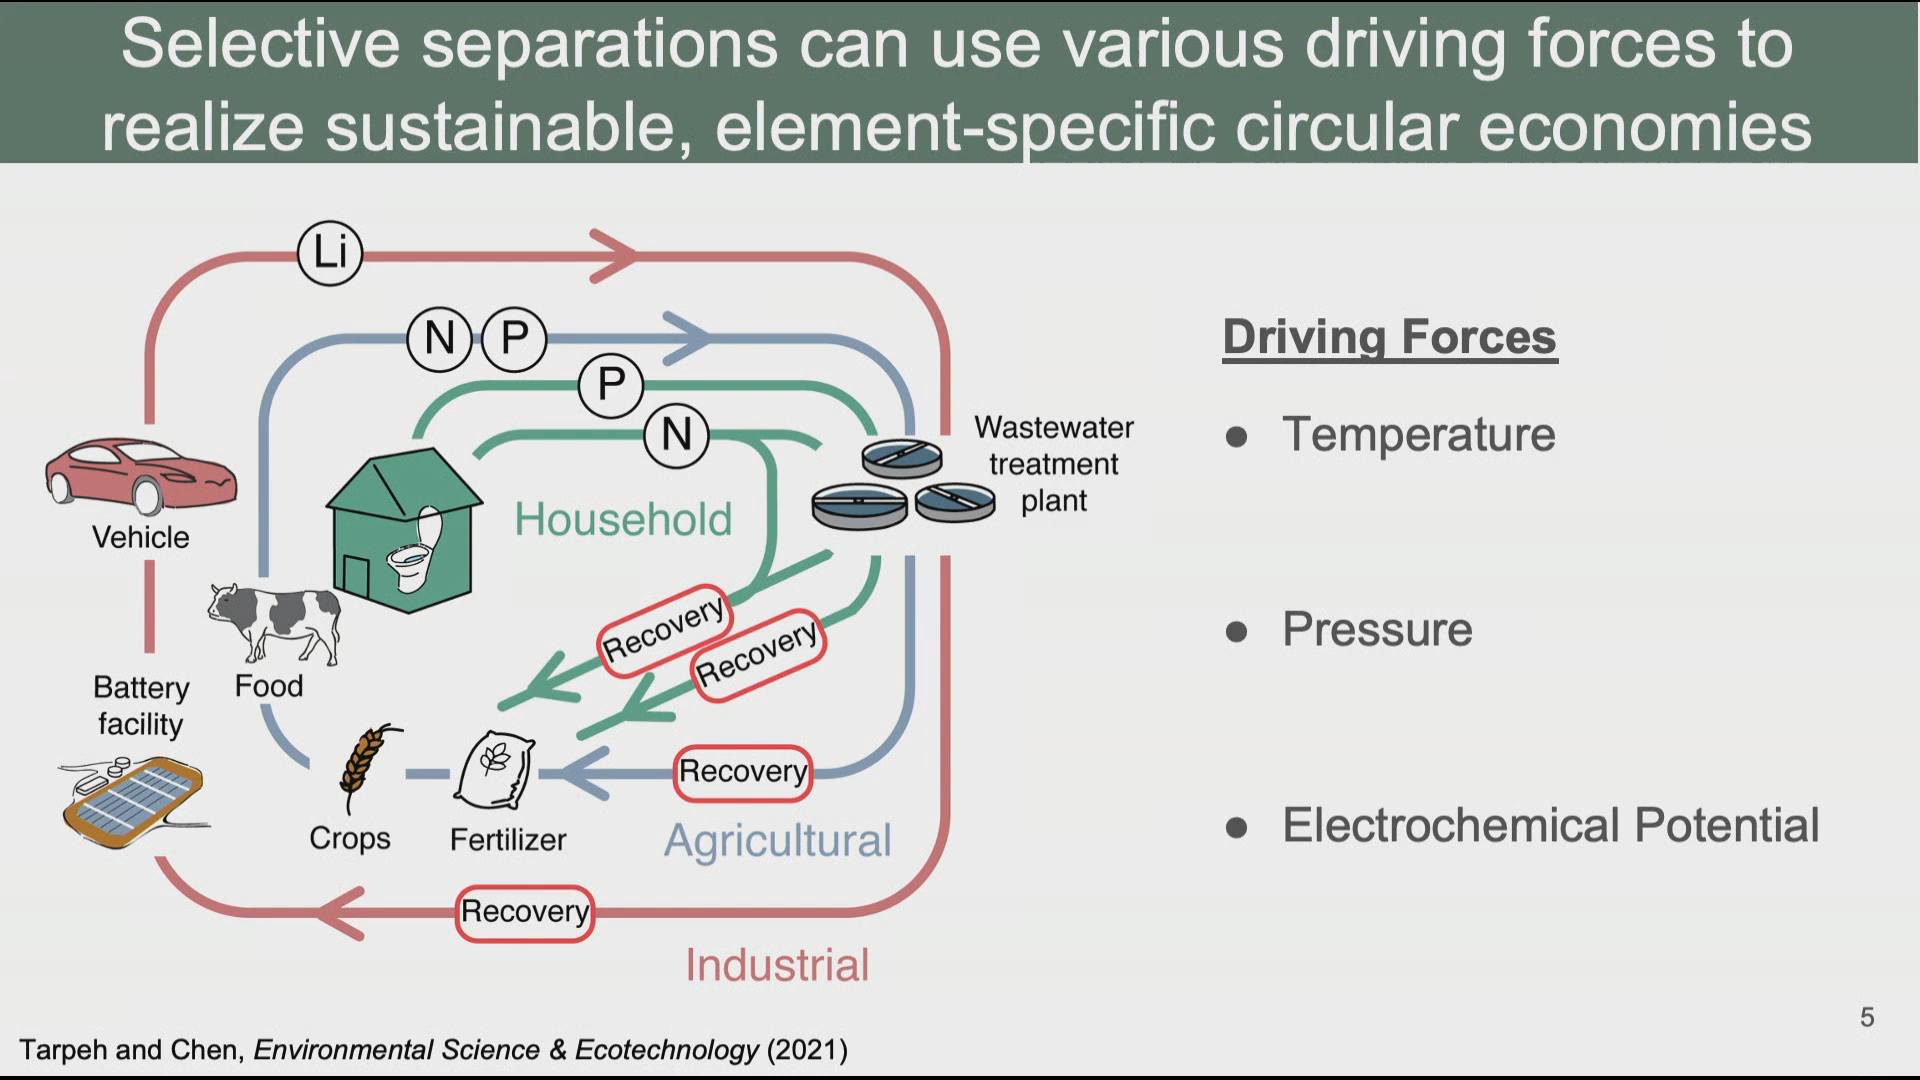 Selective separations can use various driving forces to
realize sustainable, element-specific circular economies
Li
N P
P
N
Household
Wastewater
treatment
plant
Vehicle
Battery
facility
Food
Recovery
Recovery
Recovery
Crops
Fertilizer
Agricultural
Recovery
Industrial
Driving Forces
● Temperature
● Pressure
● Electrochemical Potential
5
Tarpeh and Chen, Environmental Science & Ecotechnology (2021)